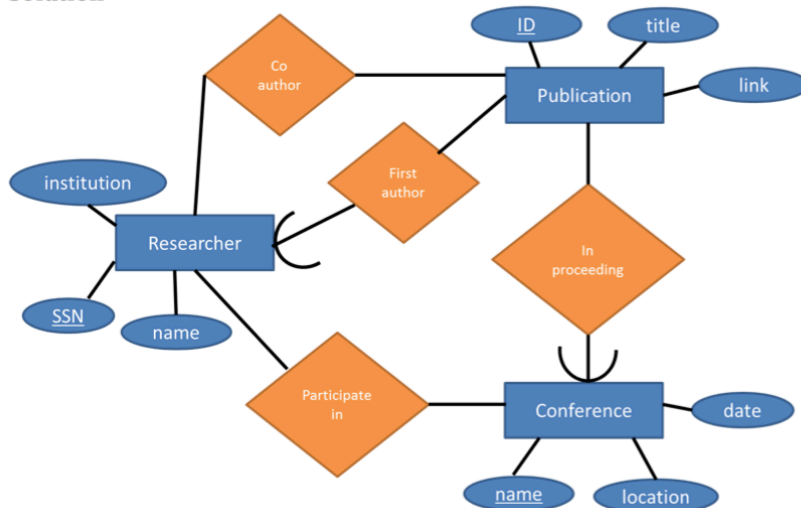 ID
title
Co
author
Publication
link
First
author
institution
Researcher
In
proceeding
SSN
name
Participate
in
Conference
date
name
location